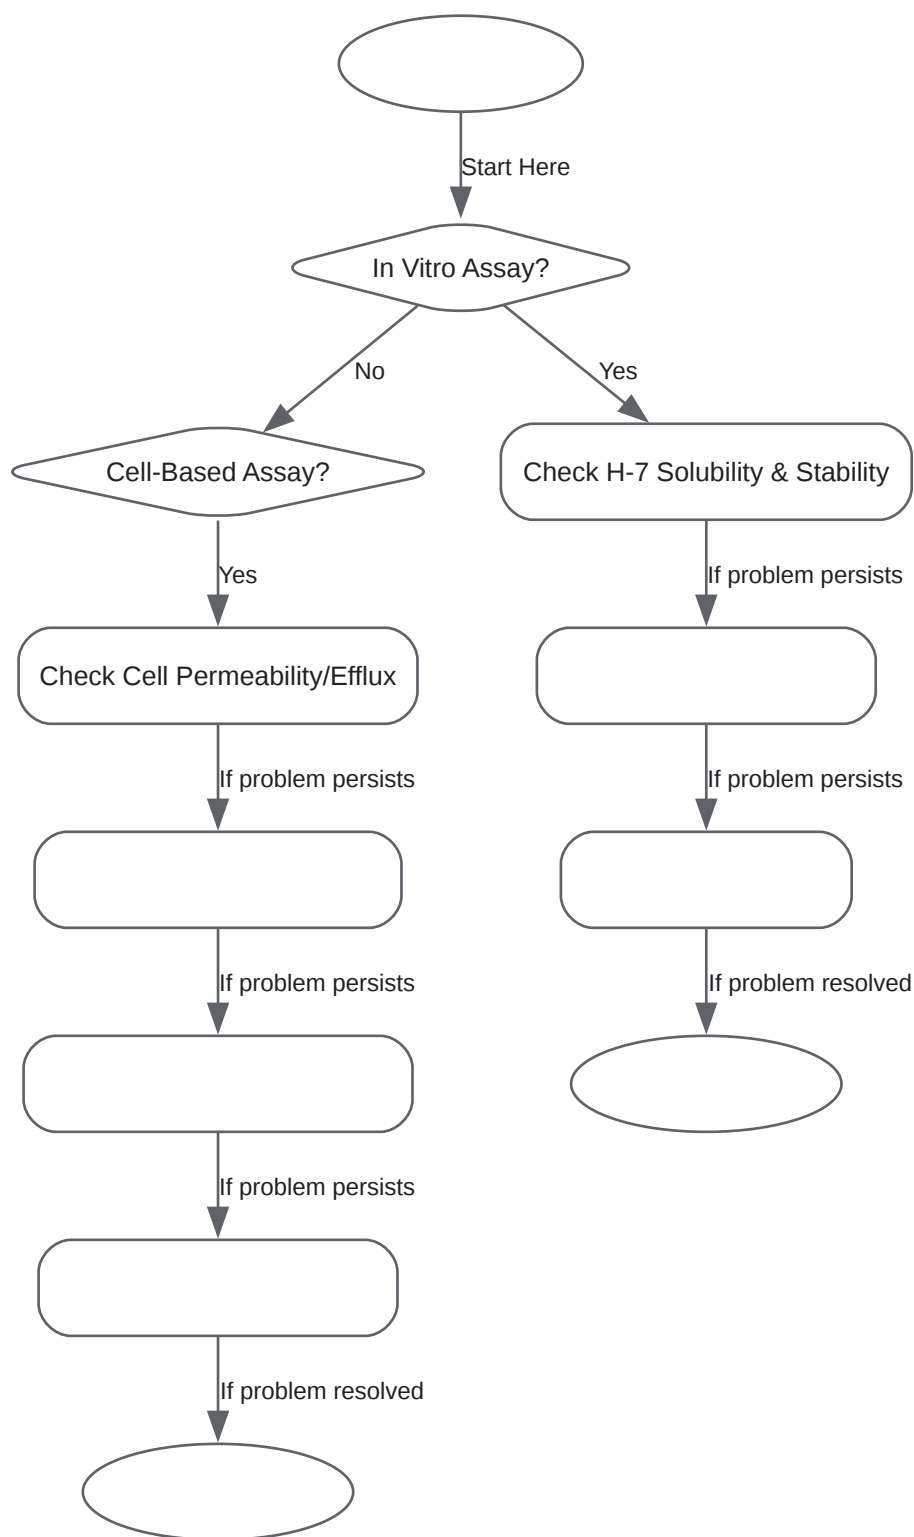 Start Here
In Vitro Assay?
No
Yes
Cell-Based Assay?
Check H-7 Solubility & Stability
Yes
If problem persists
Check Cell Permeability/Efflux
If problem persists
If problem persists
If problem persists
If problem resolved
If problem persists
If problem resolved